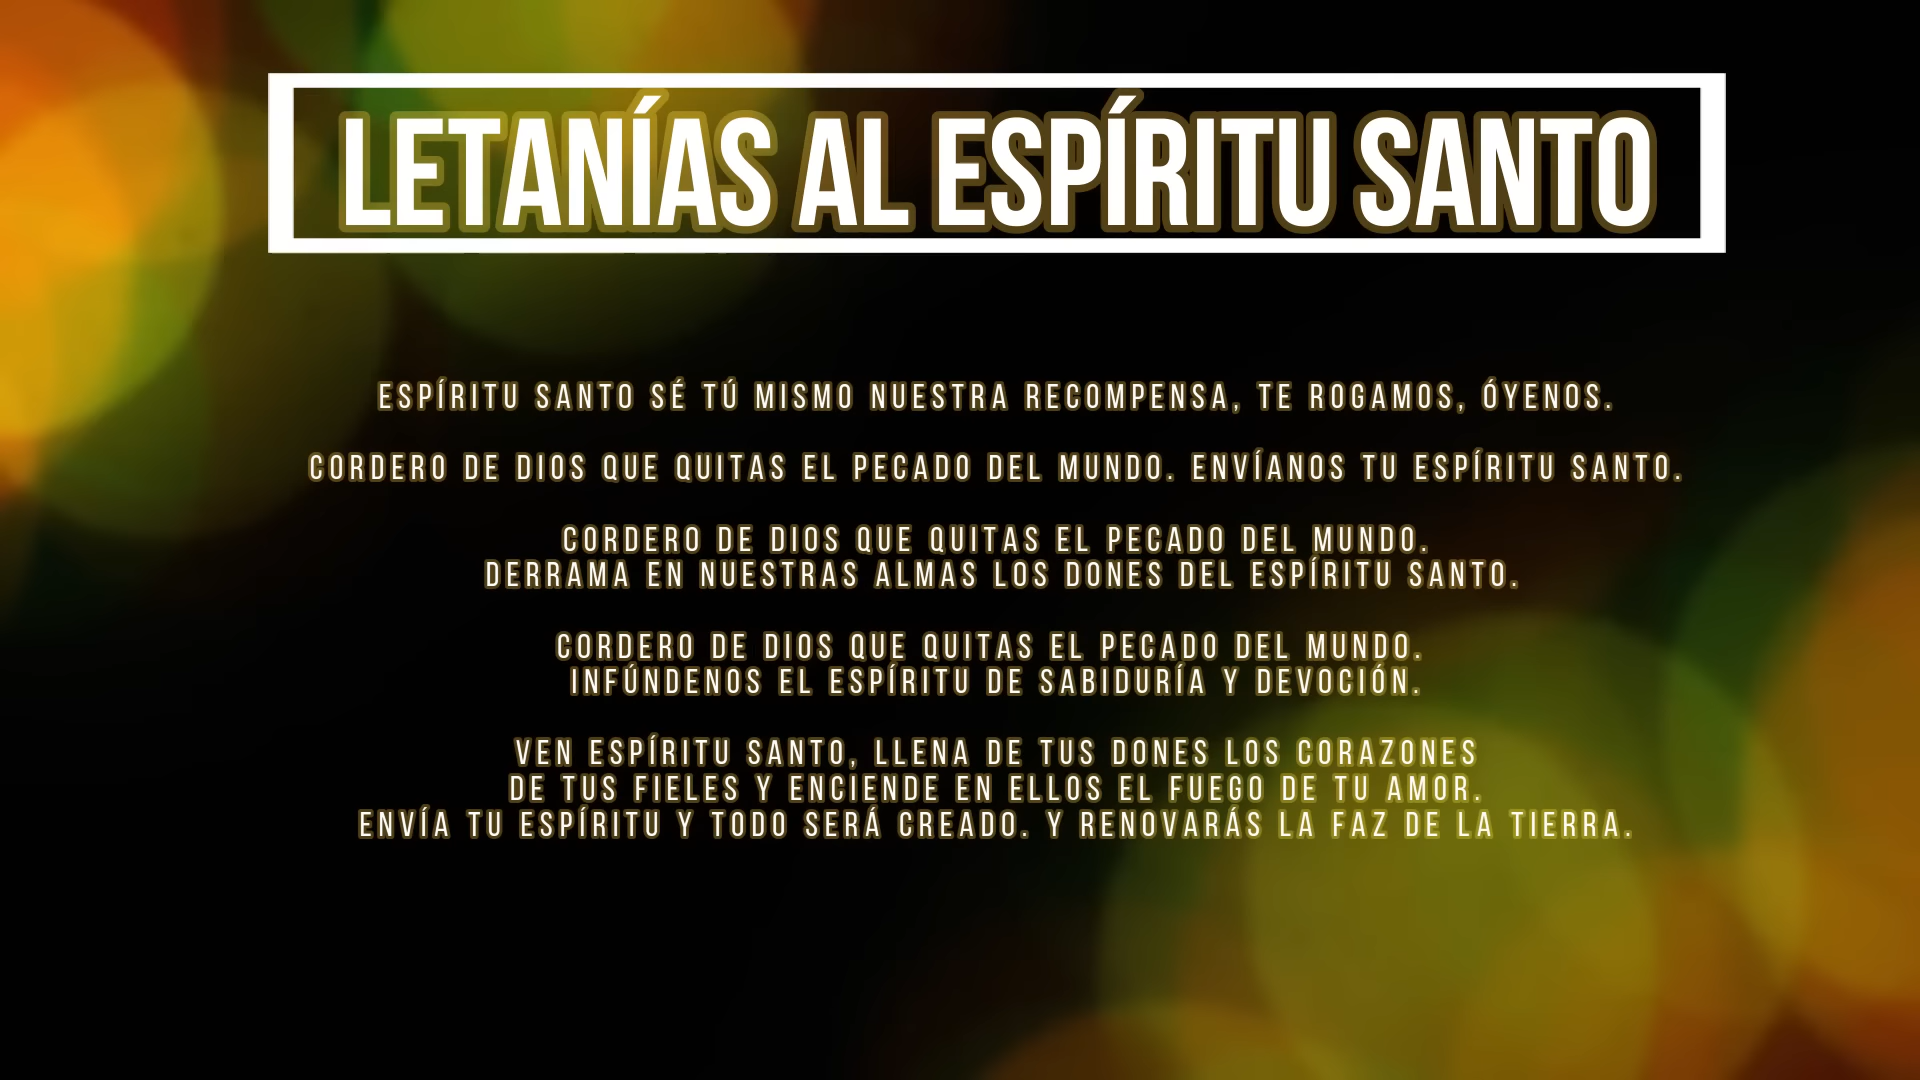 LETANÍAS AL ESPÍRITU SANTO
ESPÍRITU SANTO SÉ TÚ MISMO NUESTRA RECOMPENSA, TE ROGAMOS, ÓYENOS.
CORDERO DE DIOS QUE QUITAS EL PECADO DEL MUNDO. ENVÍANOS TU ESPÍRITU SANTO.
CORDERO DE DIOS QUE QUITAS EL PECADO DEL MUNDO.
DERRAMA EN NUESTRAS ALMAS LOS DONES DEL ESPÍRITU SANTO.
CORDERO DE DIOS QUE QUITAS EL PECADO DEL MUNDO.
INFÚNDENOS EL ESPÍRITU DE SABIDURÍA Y DEVOCIÓN.
VEN ESPÍRITU SANTO, LLENA DE TUS DONES LOS CORAZONES
DE TUS FIELES Y ENCIENDE EN ELLOS EL FUEGO DE TU AMOR.
ENVÍA TU ESPÍRITU Y TODO SERÁ CREADO. Y RENOVARÁS LA FAZ DE LA TIERRA.